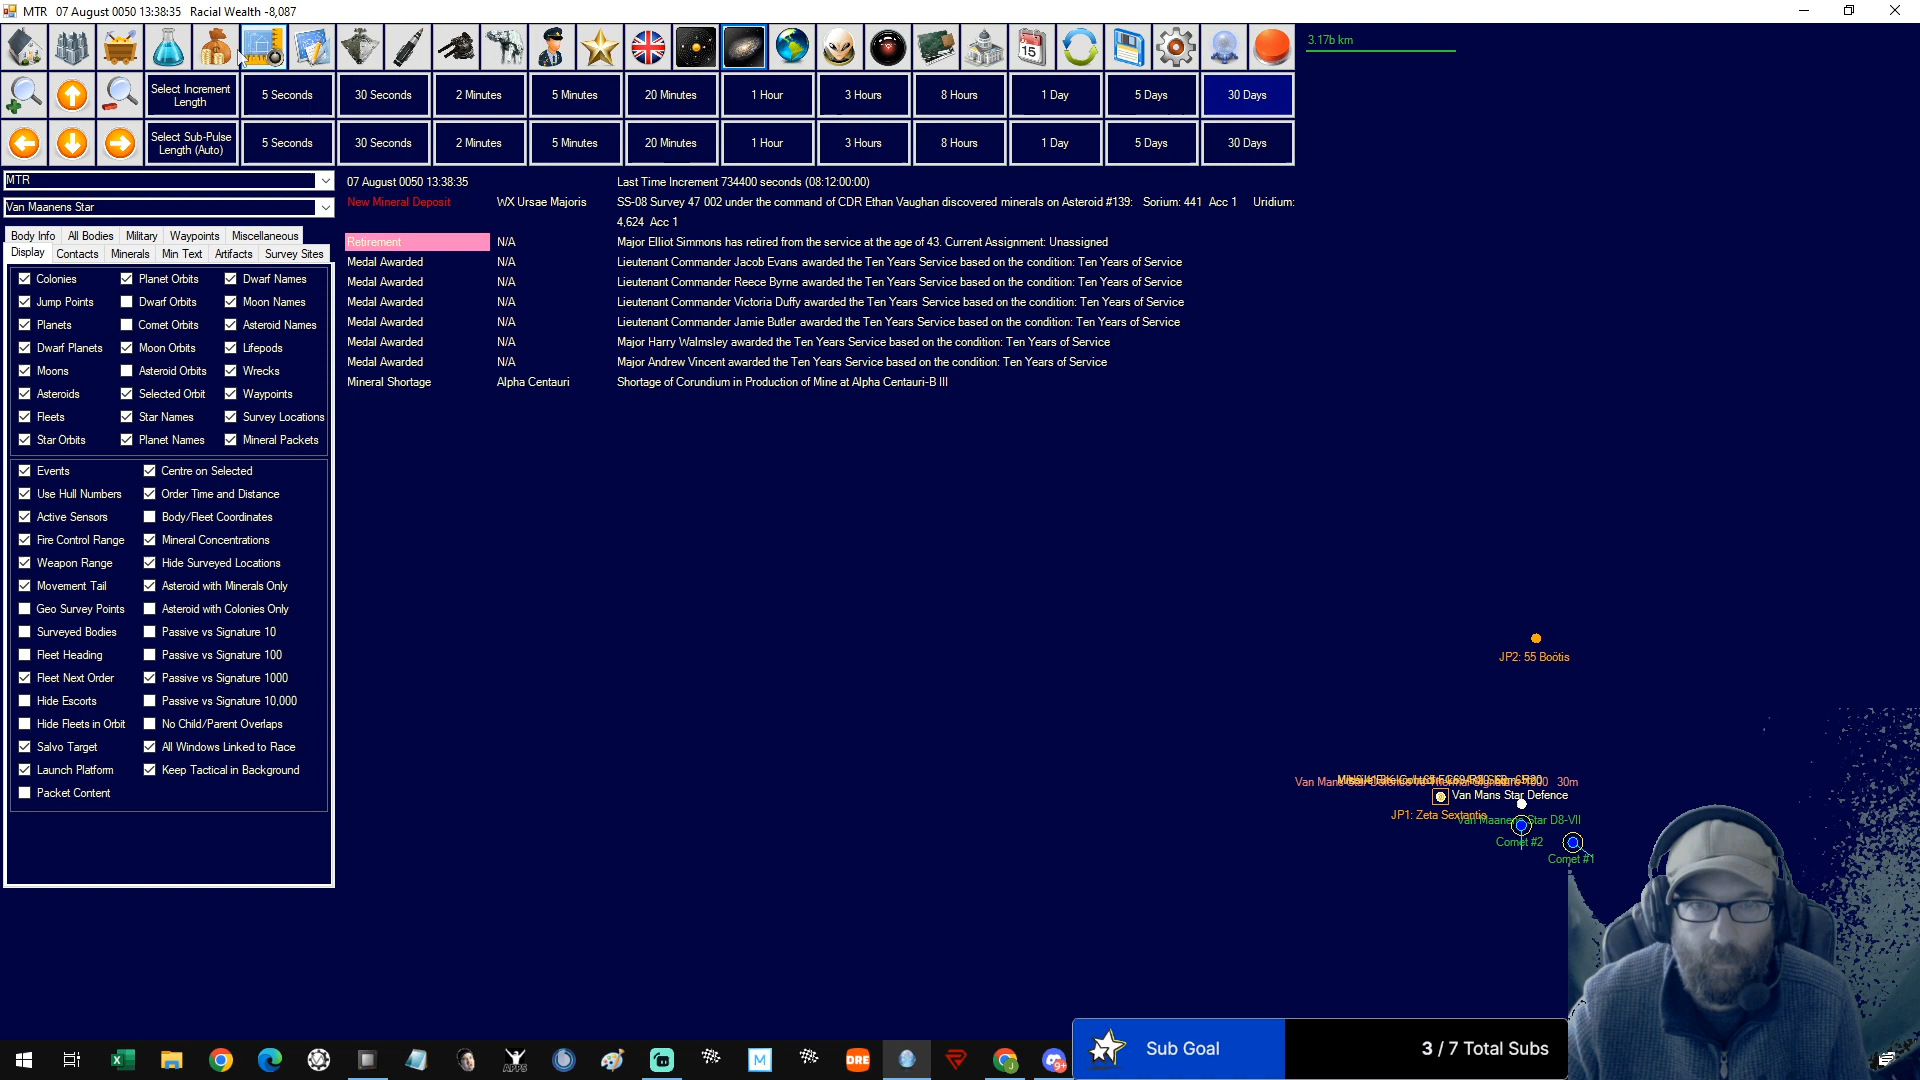 MTR 07 August 0050 13:38:35 Racial Wealth -8,087
3.17b km
Select Increment Length 5 Seconds 30 Seconds 2 Minutes 5 Minutes 20 Minutes 1 Hour 3 Hours 8 Hours 1 Day 5 Days 30 Days
Select Sub-Pulse Length (Auto) 5 Seconds 30 Seconds 2 Minutes 5 Minutes 20 Minutes 1 Hour 3 Hours 8 Hours 1 Day 5 Days 30 Days
MTR
Van Maanens Star
Body Info All Bodies Military Waypoints Miscellaneous
Display Contacts Minerals Min Text Artifacts Survey Sites
Colonies Planet Orbits Dwarf Names
Jump Points Dwarf Orbits Moon Names
Planets Comet Orbits Asteroid Names
Dwarf Planets Moon Orbits Lifepods
Moons Asteroid Orbits Wrecks
Asteroids Selected Orbit Waypoints
Fleets Star Names Survey Locations
Star Orbits Planet Names Mineral Packets
Events Centre on Selected
Use Hull Numbers Order Time and Distance
Active Sensors Body/Fleet Coordinates
Fire Control Range Mineral Concentrations
Weapon Range Hide Surveyed Locations
Movement Tail Asteroid with Minerals Only
Geo Survey Points Asteroid with Colonies Only
Surveyed Bodies Passive vs Signature 10
Fleet Heading Passive vs Signature 100
Fleet Next Order Passive vs Signature 1000
Hide Escorts Passive vs Signature 10,000
Hide Fleets in Orbit No Child/Parent Overlaps
Salvo Target All Windows Linked to Race
Launch Platform Keep Tactical in Background
Packet Content
07 August 0050 13:38:35 Last Time Increment 734400 seconds (08:12:00:00)
New Mineral Deposit WX Ursae Majoris SS-08 Survey 47 002 under the command of CDR Ethan Vaughan discovered minerals on Asteroid #139: Sorium: 441 Acc 1 Uridium:
4,624 Acc 1
Retirement N/A Major Elliot Simmons has retired from the service at the age of 43. Current Assignment: Unassigned
Medal Awarded N/A Lieutenant Commander Jacob Evans awarded the Ten Years Service based on the condition: Ten Years of Service
Medal Awarded N/A Lieutenant Commander Reece Byrne awarded the Ten Years Service based on the condition: Ten Years of Service
Medal Awarded N/A Lieutenant Commander Victoria Duffy awarded the Ten Years Service based on the condition: Ten Years of Service
Medal Awarded N/A Lieutenant Commander Jamie Butler awarded the Ten Years Service based on the condition: Ten Years of Service
Medal Awarded N/A Major Harry Walmsley awarded the Ten Years Service based on the condition: Ten Years of Service
Medal Awarded N/A Major Andrew Vincent awarded the Ten Years Service based on the condition: Ten Years of Service
Mineral Shortage Alpha Centauri Shortage of Corundium in Production of Mine at Alpha Centauri-B III
JP2: 55 Boötis
30m
Van Mans Star Defence
JP1: Zeta Sextantis
Star D8-VII
Comet #2
Comet #1
15
APPS
M
DRE
9+
Sub Goal 3 / 7 Total Subs